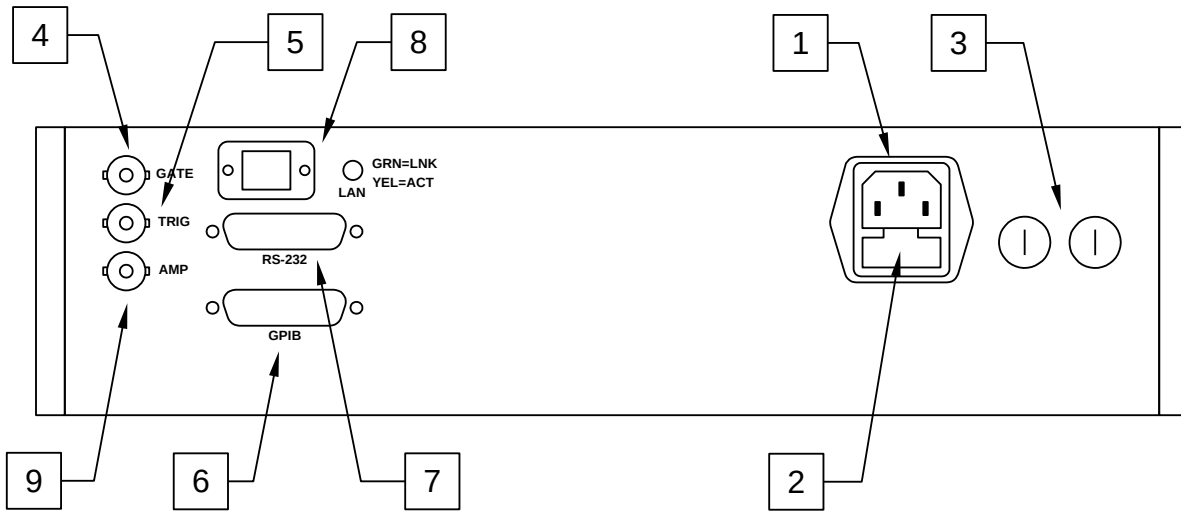 4
5
8
1
3
GATE
GRN=LNK
YEL=ACT
LAN
TRIG
RS-232
AMP
GPIB
9
6
7
2